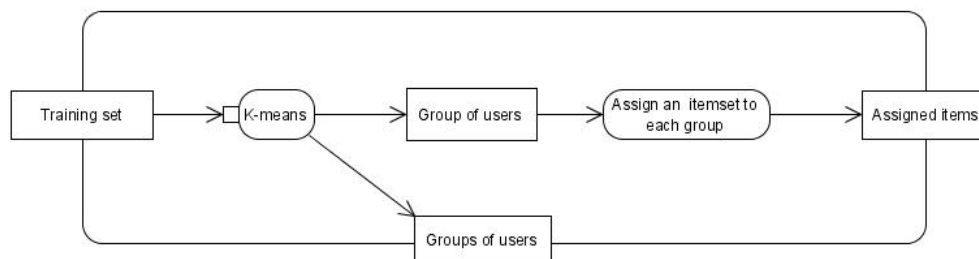 Training set
K-means
Group of users
Assign an itemset to
each group
Assigned items
Groups of users